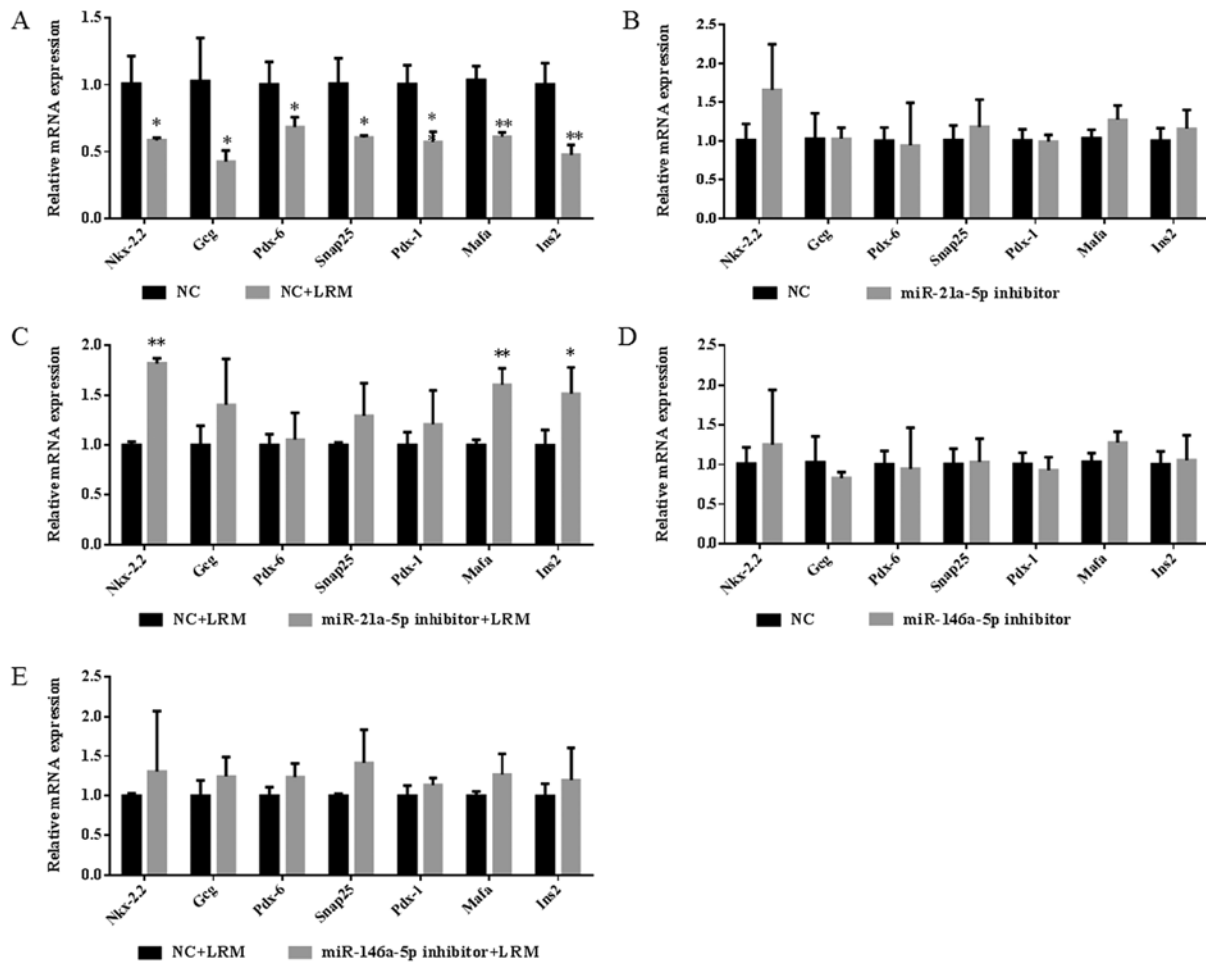 A
Relative mRNA expression
1.5
1.0
0.5
0.0
* * * * * * ** **
Nkx-2.2 Gcg Pdx-6 Snap25 Pdx-1 Mafa Ins2
NC NC+LRM
B
Relative mRNA expression
2.5
2.0
1.5
1.0
0.5
0.0
Nkx-2.2 Gcg Pdx-6 Snap25 Pdx-1 Mafa Ins2
NC miR-21a-5p inhibitor
C
Relative mRNA expression
2.0
1.5
1.0
0.5
0.0
** ** *
Nkx-2.2 Gcg Pdx-6 Snap25 Pdx-1 Mafa Ins2
NC+LRM miR-21a-5p inhibitor+LRM
D
Relative mRNA expression
2.5
2.0
1.5
1.0
0.5
0.0
Nkx-2.2 Gcg Pdx-6 Snap25 Pdx-1 Mafa Ins2
NC miR-146a-5p inhibitor
E
Relative mRNA expression
2.5
2.0
1.5
1.0
0.5
0.0
Nkx-2.2 Gcg Pdx-6 Snap25 Pdx-1 Mafa Ins2
NC+LRM miR-146a-5p inhibitor+LRM